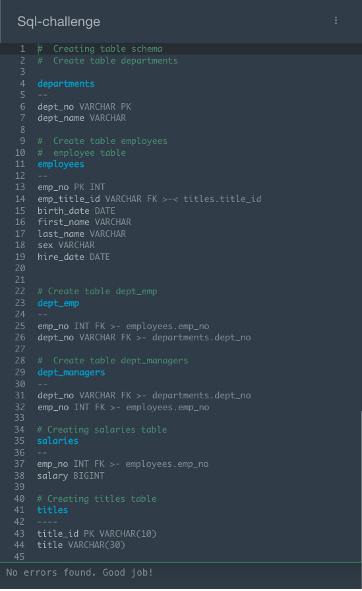 Sql-challenge
1 # Creating table schema
2 # Create table departments
3
4 departments
5 --
6 dept_no VARCHAR PK
7 dept_name VARCHAR
8
9 # Create table employees
10 # employee table
11 employees
12 --
13 emp_no PK INT
14 emp_title_id VARCHAR FK >-< titles.title_id
15 birth_date DATE
16 first_name VARCHAR
17 last_name VARCHAR
18 sex VARCHAR
19 hire_date DATE
20
21
22 # Create table dept_emp
23 dept_emp
24 --
25 emp_no INT FK >- employees.emp_no
26 dept_no VARCHAR FK >- departments.dept_no
27
28 # Create table dept_managers
29 dept_managers
30 --
31 dept_no VARCHAR FK >- departments.dept_no
32 emp_no INT FK >- employees.emp_no
33
34 # Creating salaries table
35 salaries
36 --
37 emp_no INT FK >- employees.emp_no
38 salary BIGINT
39
40 # Creating titles table
41 titles
42 ----
43 title_id PK VARCHAR(10)
44 title VARCHAR(30)
45
No errors found. Good job!